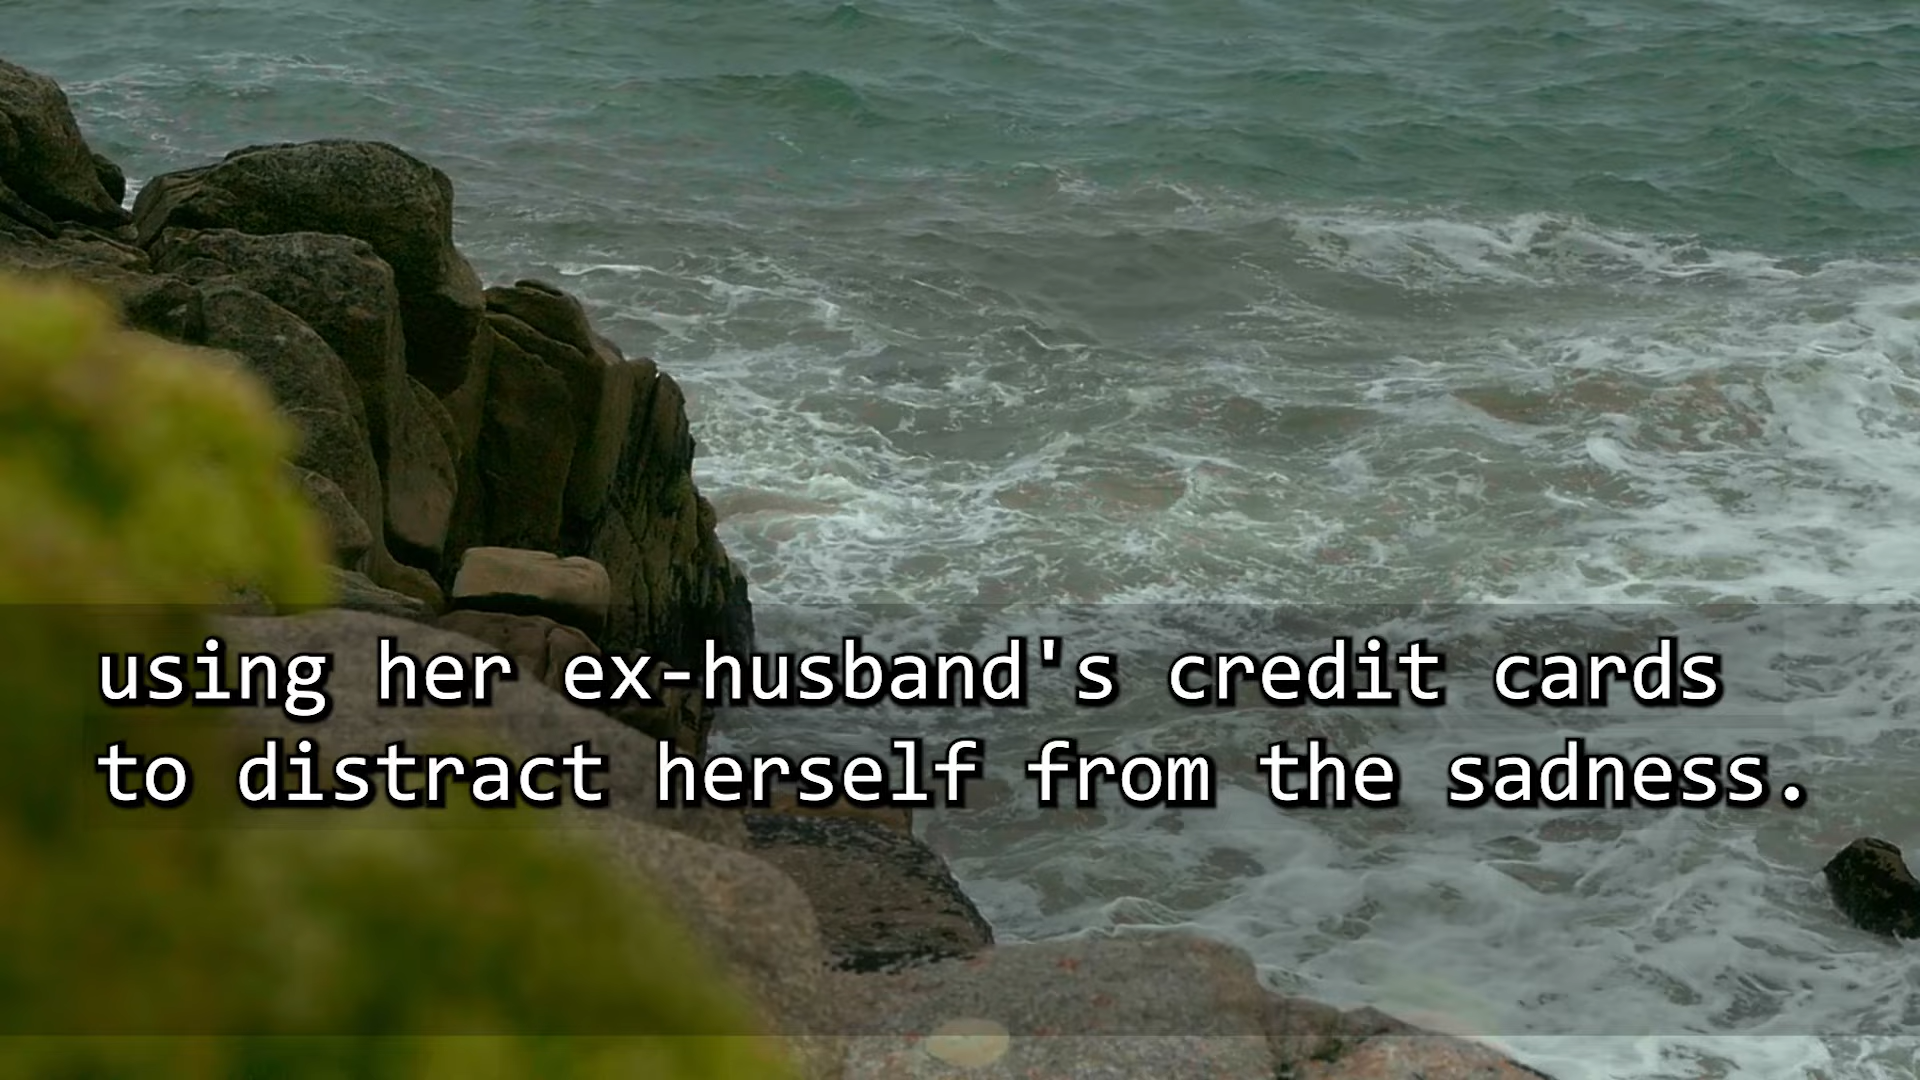 using her ex-husband's credit cards
to distract herself from the sadness.